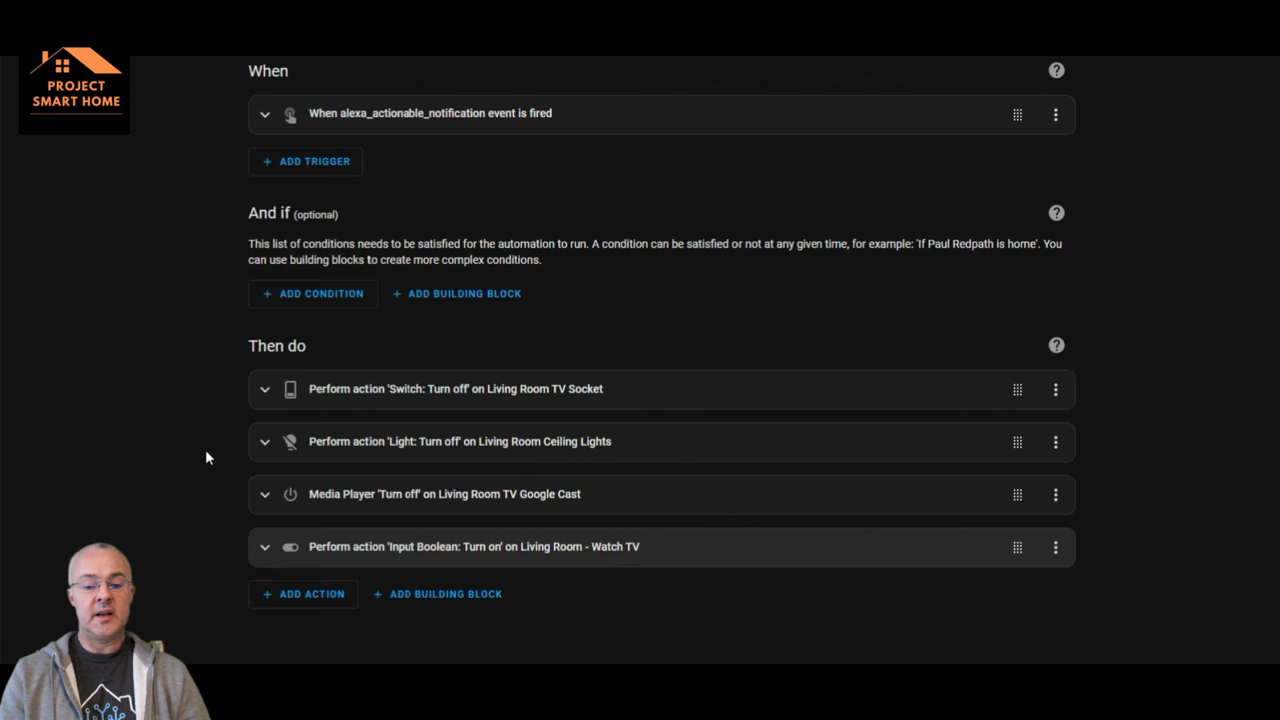 PROJECT
SMART HOME
When
When alexa_actionable_notification event is fired
+ ADD TRIGGER
And if (optional)
This list of conditions needs to be satisfied for the automation to run. A condition can be satisfied or not at any given time, for example: 'If Paul Redpath is home'. You
can use building blocks to create more complex conditions.
+ ADD CONDITION + ADD BUILDING BLOCK
Then do
Perform action 'Switch: Turn off' on Living Room TV Socket
Perform action 'Light: Turn off' on Living Room Ceiling Lights
Media Player 'Turn off' on Living Room TV Google Cast
Perform action 'Input Boolean: Turn on' on Living Room - Watch TV
+ ADD ACTION + ADD BUILDING BLOCK